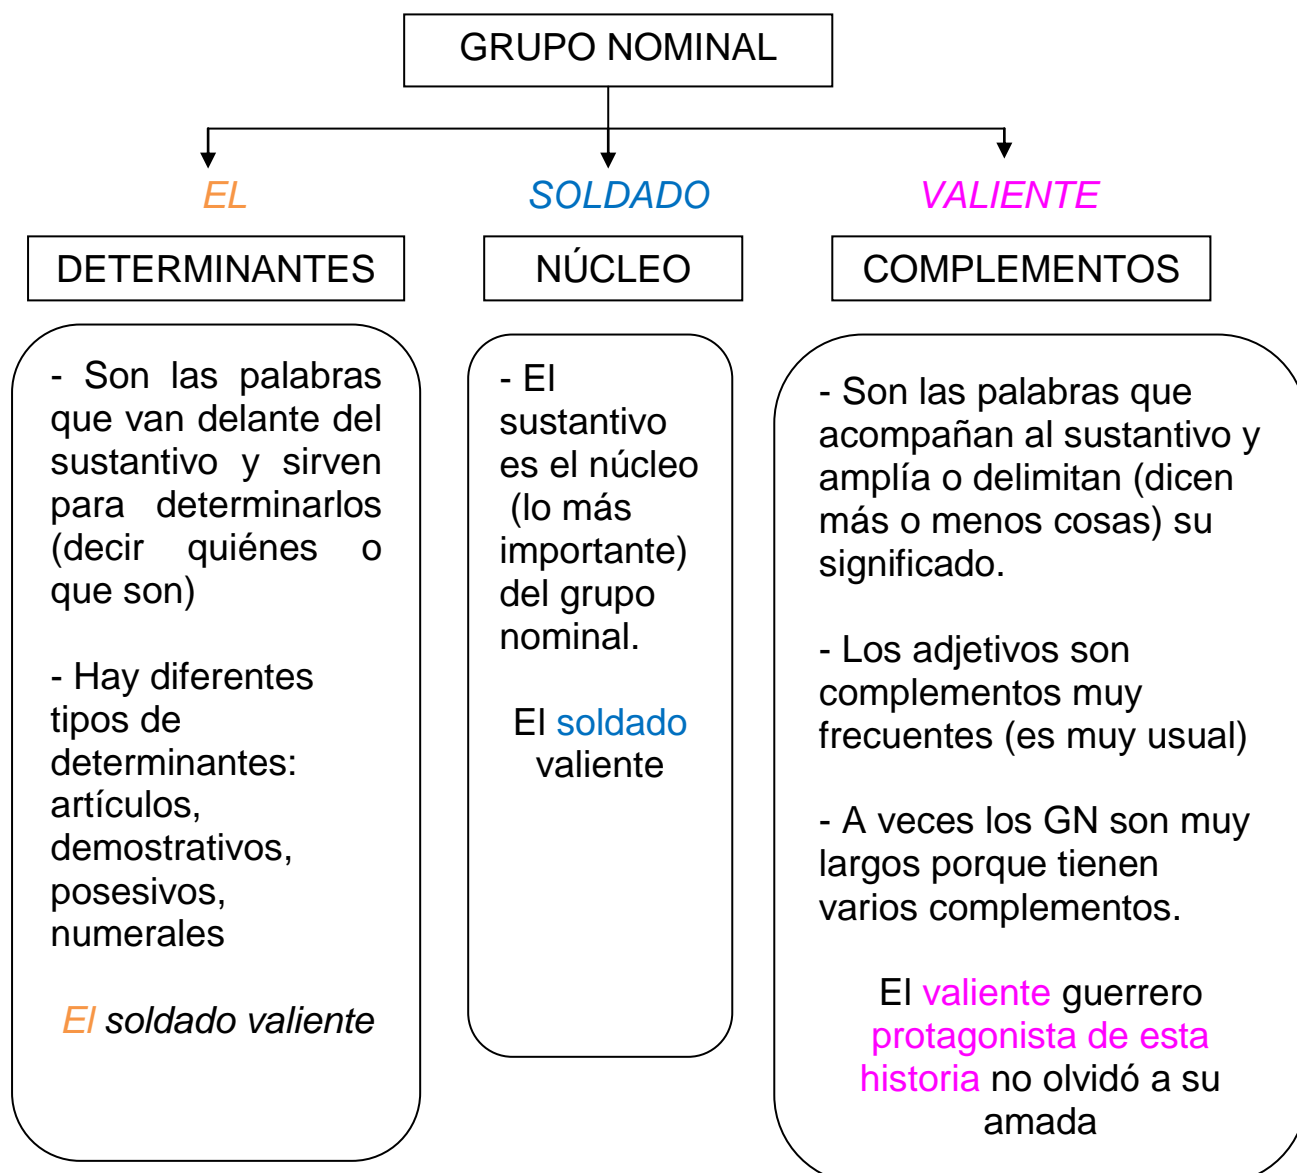 GRUPO NOMINAL
EL
SOLDADO
VALIENTE
DETERMINANTES
NÚCLEO
COMPLEMENTOS
- Son las palabras
que van delante del
sustantivo y sirven
para determinarlos
(decir quiénes o
que son)
- Hay diferentes
tipos de
determinantes:
artículos,
demostrativos,
posesivos,
numerales
El soldado valiente
- El
sustantivo
es el núcleo
(lo más
importante)
del grupo
nominal.
El soldado
valiente
- Son las palabras que
acompañan al sustantivo y
amplía o delimitan (dicen
más o menos cosas) su
significado.
- Los adjetivos son
complementos muy
frecuentes (es muy usual)
- A veces los GN son muy
largos porque tienen
varios complementos.
El valiente guerrero
protagonista de esta
historia no olvidó a su
amada